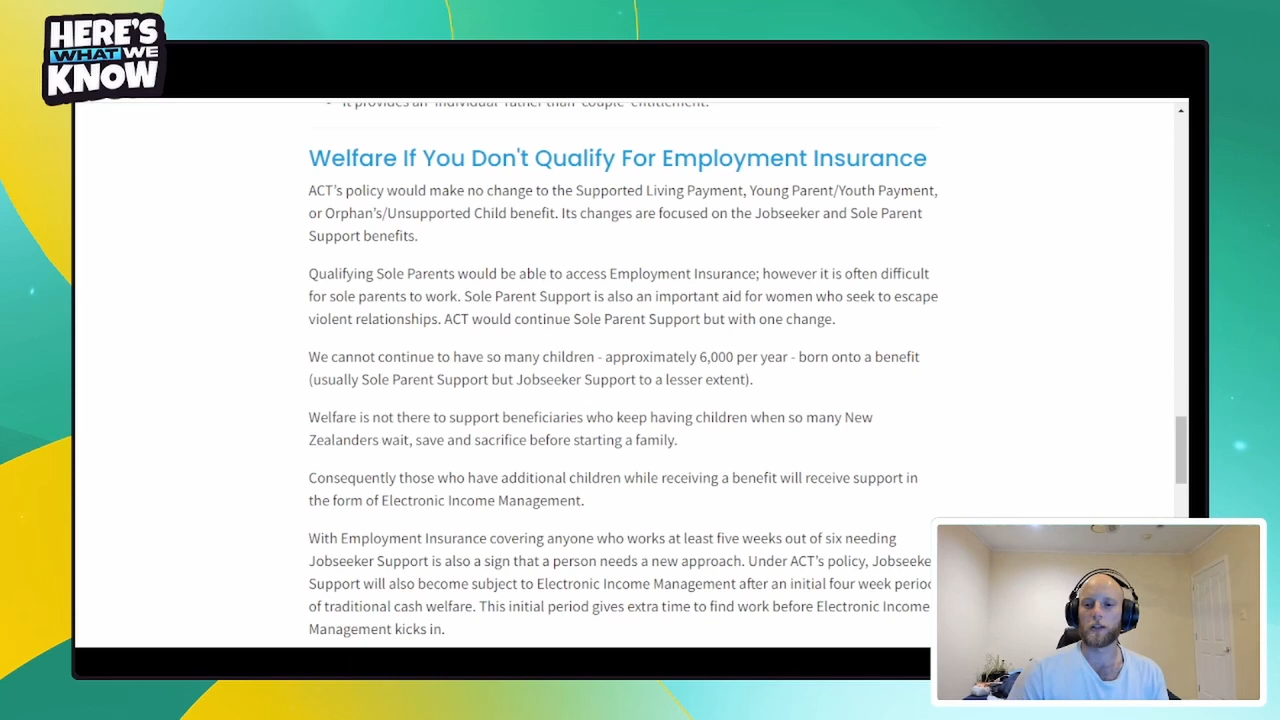 HERE'S
WHAT WE
KNOW
It provides an 'individual' rather than 'couple' entitlement.
Welfare If You Don't Qualify For Employment Insurance
ACT’s policy would make no change to the Supported Living Payment, Young Parent/Youth Payment,
or Orphan’s/Unsupported Child benefit. Its changes are focused on the Jobseeker and Sole Parent
Support benefits.
Qualifying Sole Parents would be able to access Employment Insurance; however it is often difficult
for sole parents to work. Sole Parent Support is also an important aid for women who seek to escape
violent relationships. ACT would continue Sole Parent Support but with one change.
We cannot continue to have so many children - approximately 6,000 per year - born onto a benefit
(usually Sole Parent Support but Jobseeker Support to a lesser extent).
Welfare is not there to support beneficiaries who keep having children when so many New
Zealanders wait, save and sacrifice before starting a family.
Consequently those who have additional children while receiving a benefit will receive support in
the form of Electronic Income Management.
With Employment Insurance covering anyone who works at least five weeks out of six needing
Jobseeker Support is also a sign that a person needs a new approach. Under ACT’s policy, Jobseeke
Support will also become subject to Electronic Income Management after an initial four week perio
of traditional cash welfare. This initial period gives extra time to find work before Electronic Income
Management kicks in.